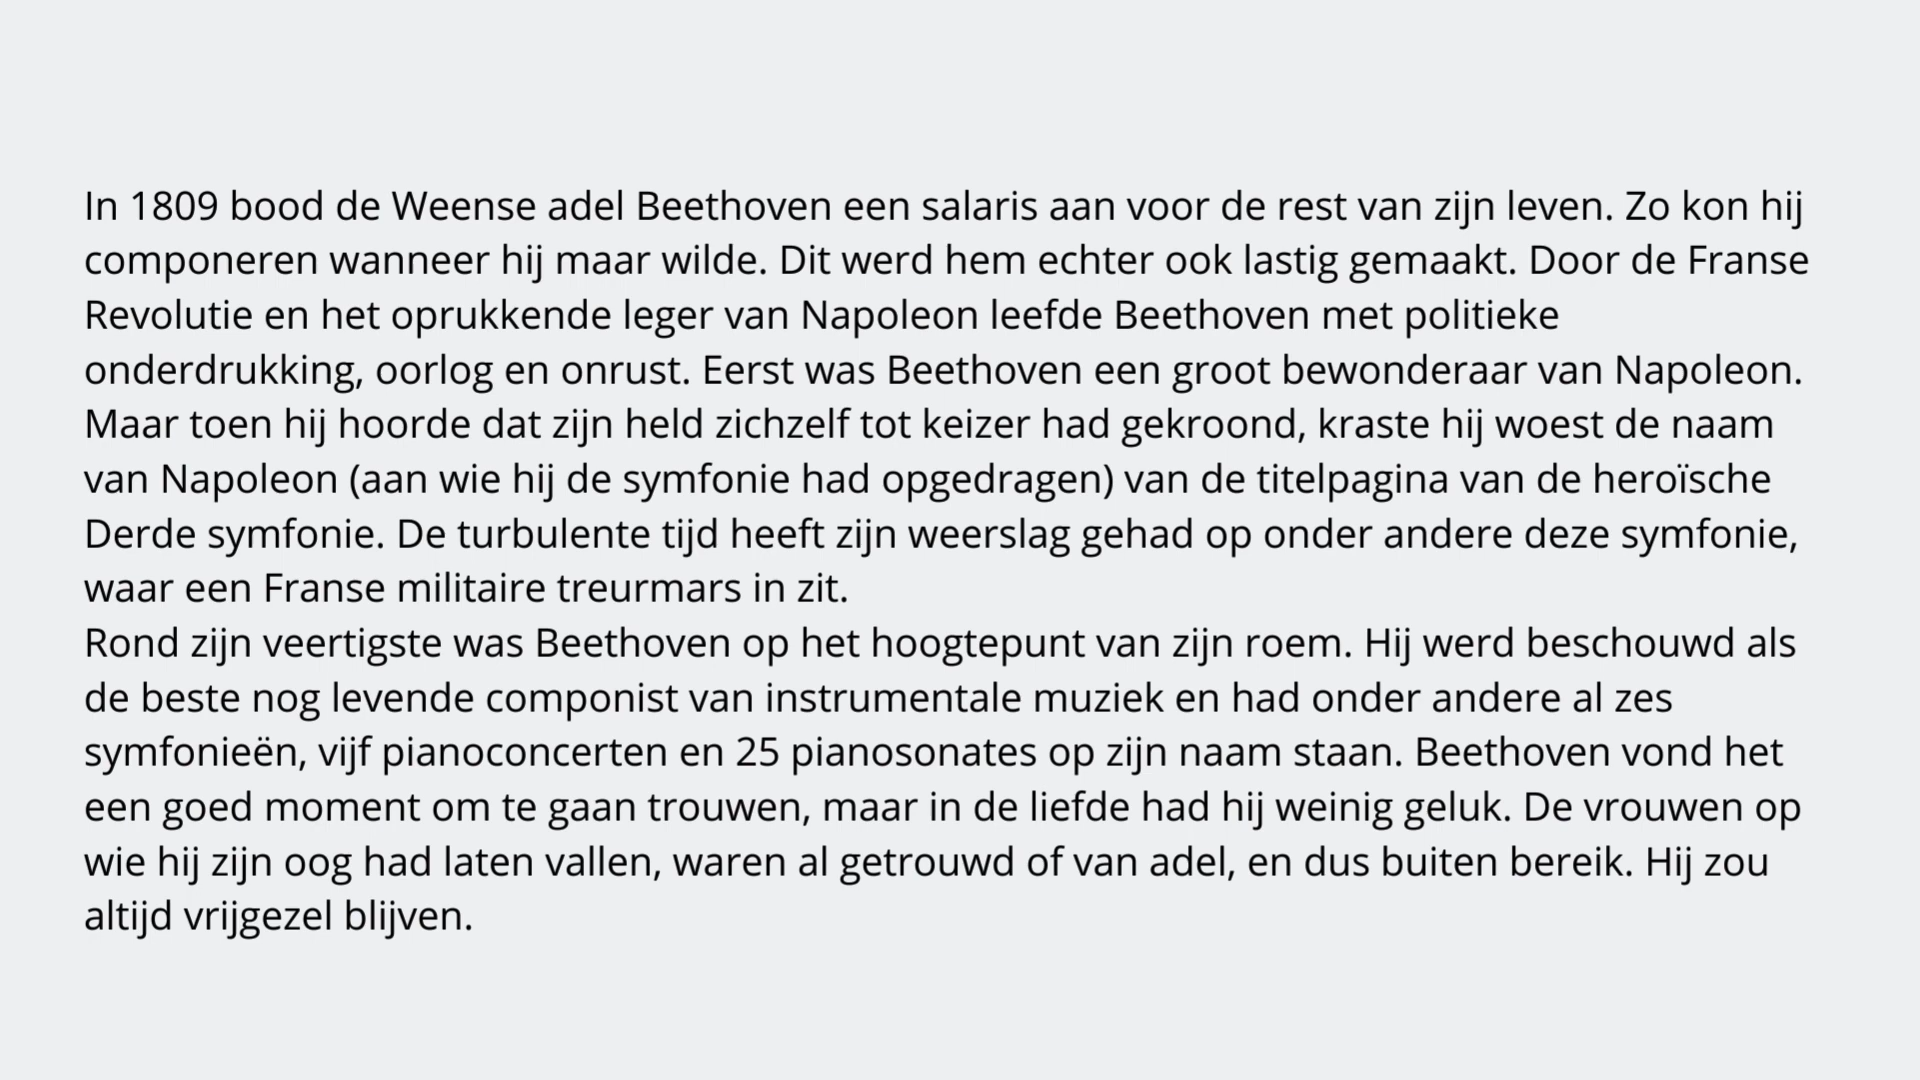 In 1809 bood de Weense adel Beethoven een salaris aan voor de rest van zijn leven. Zo kon hij
componeren wanneer hij maar wilde. Dit werd hem echter ook lastig gemaakt. Door de Franse
Revolutie en het oprukkende leger van Napoleon leefde Beethoven met politieke
onderdrukking, oorlog en onrust. Eerst was Beethoven een groot bewonderaar van Napoleon.
Maar toen hij hoorde dat zijn held zichzelf tot keizer had gekroond, kraste hij woest de naam
van Napoleon (aan wie hij de symfonie had opgedragen) van de titelpagina van de heroïsche
Derde symfonie. De turbulente tijd heeft zijn weerslag gehad op onder andere deze symfonie,
waar een Franse militaire treurmars in zit.
Rond zijn veertigste was Beethoven op het hoogtepunt van zijn roem. Hij werd beschouwd als
de beste nog levende componist van instrumentale muziek en had onder andere al zes
symfonieën, vijf pianoconcerten en 25 pianosonates op zijn naam staan. Beethoven vond het
een goed moment om te gaan trouwen, maar in de liefde had hij weinig geluk. De vrouwen op
wie hij zijn oog had laten vallen, waren al getrouwd of van adel, en dus buiten bereik. Hij zou
altijd vrijgezel blijven.